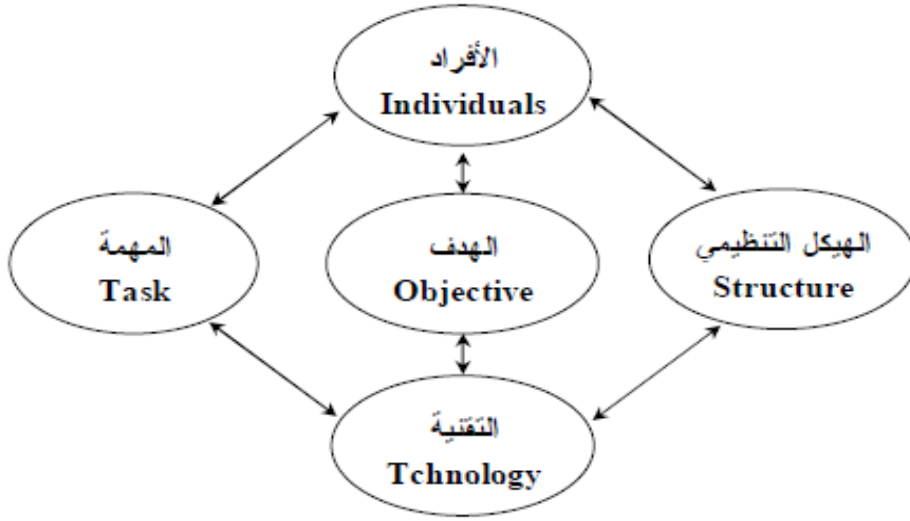 الأفراد
Individuals
المهمة
Task
الهدف
Objective
الهيكل التنظيمي
Structure
التقنية
Tchnology